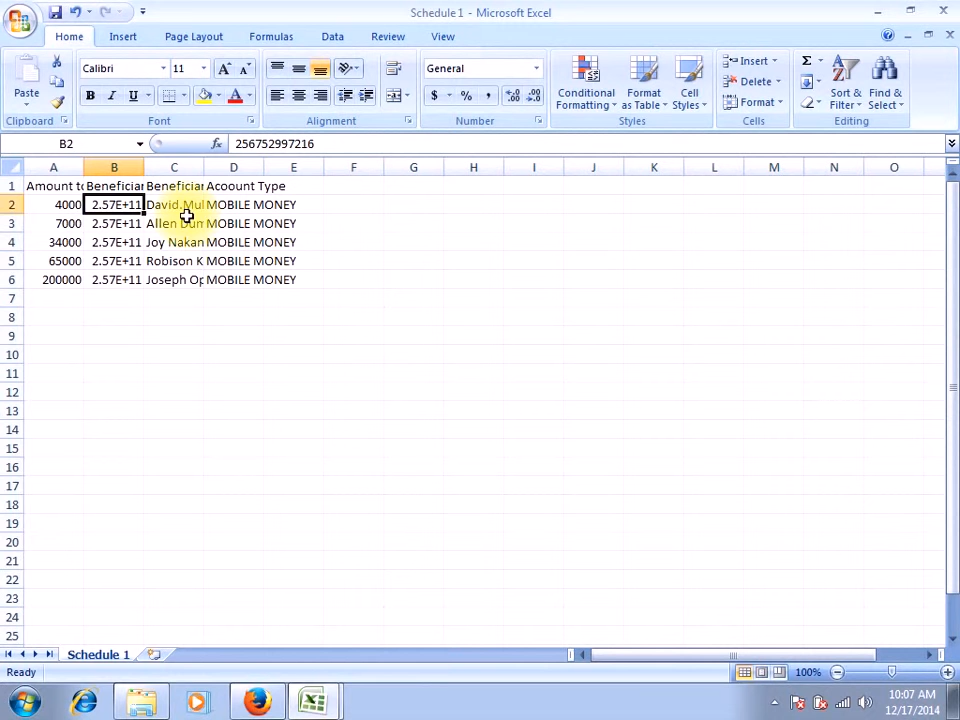 Schedule 1 - Microsoft Excel
Home Insert Page Layout Formulas Data Review View
Paste
Clipboard
Calibri 11
B I U
Font
Alignment
General
$ % ,
Number
Conditional Formatting
Format as Table
Cell Styles
Styles
Insert
Delete
Format
Cells
Sort & Filter
Find & Select
Editing
B2 fx 256752997216
A B C D E F G H I J K L M N O
1 Amount to Beneficiar Beneficiar Acoount Type
2 4000 2.57E+11 David Mul MOBILE MONEY
3 7000 2.57E+11 Allen Dum MOBILE MONEY
4 34000 2.57E+11 Joy Nakan MOBILE MONEY
5 65000 2.57E+11 Robison K MOBILE MONEY
6 200000 2.57E+11 Joseph Op MOBILE MONEY
7
8
9
10
11
12
13
14
15
16
17
18
19
20
21
22
23
24
25
Schedule 1
Ready 100%
10:07 AM
12/17/2014